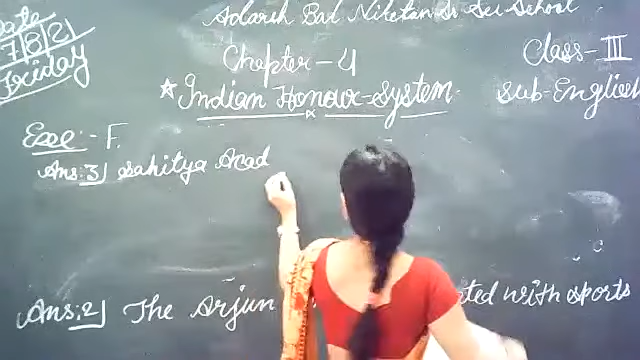 Date
Adarsh Bal Niketan Sr Sec School
7/8/21
Friday
Chapter - 4
Class - III
★ Indian Honour System
Sub - English
Exe :- F.
Ans:3) Sahitya Acad
Ans:2) The Arjun ted with sports